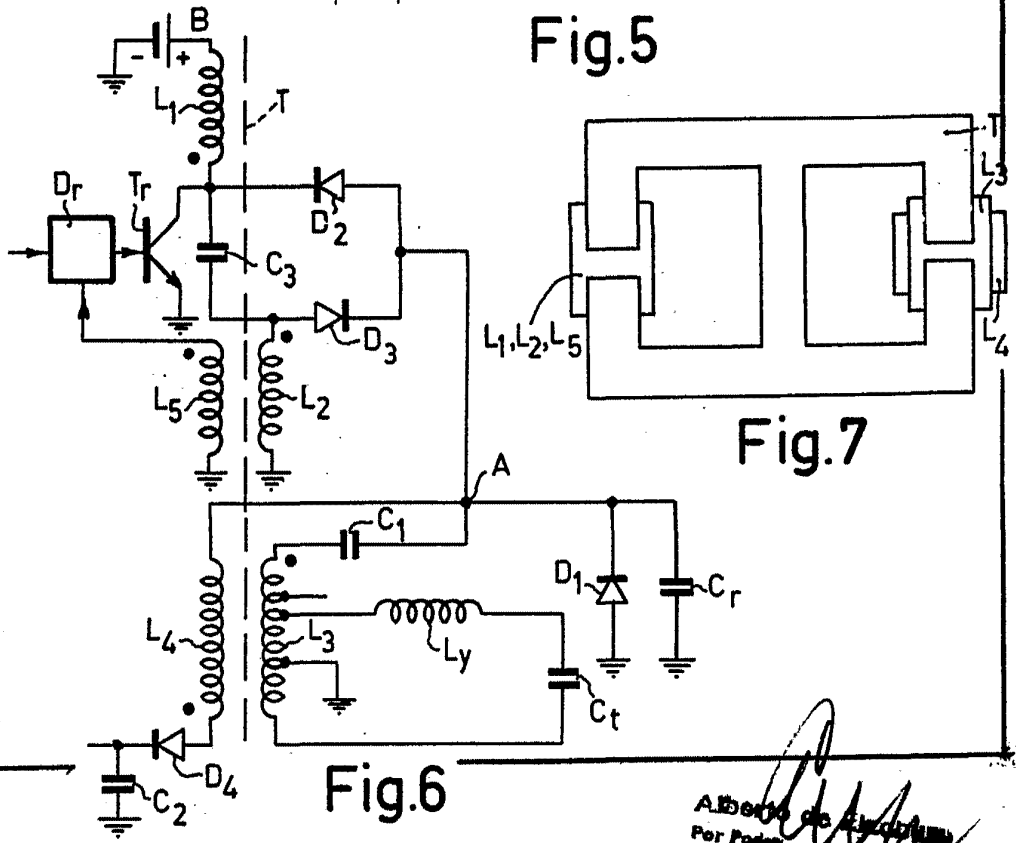 B
Fig.5
- +
L1
T
T
L3
Dr
Tr
D2
C3
D3
L1, L2, L5
L4
L5
L2
Fig.7
A
C1
D1
Cr
L4
L3
Ly
Ct
D4
C2
Fig.6
Alberto de
Por Poder